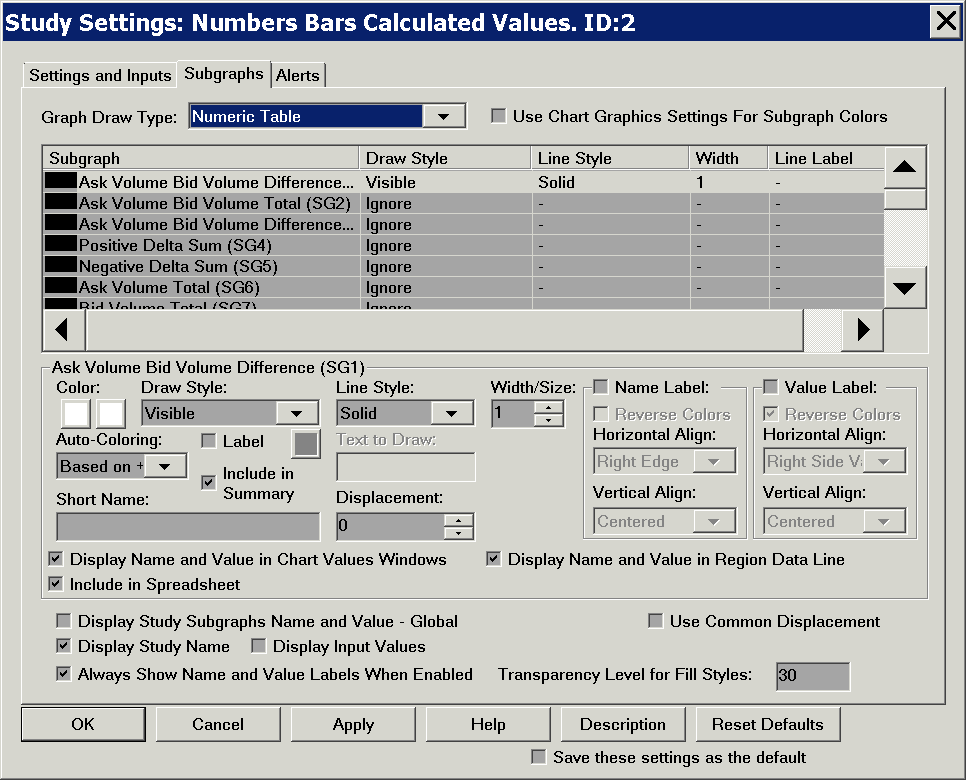 Study Settings: Numbers Bars Calculated Values. ID:2
Settings and Inputs Subgraphs Alerts
Graph Draw Type: Numeric Table Use Chart Graphics Settings For Subgraph Colors
Subgraph Draw Style Line Style Width Line Label
Ask Volume Bid Volume Difference... Visible Solid 1 -
Ask Volume Bid Volume Total (SG2) Ignore - - -
Ask Volume Bid Volume Difference... Ignore - - -
Positive Delta Sum (SG4) Ignore - - -
Negative Delta Sum (SG5) Ignore - - -
Ask Volume Total (SG6) Ignore - - -
Bid Volume Total (SG7) Ignore - - -
Ask Volume Bid Volume Difference (SG1)
Color: Draw Style: Line Style: Width/Size: Name Label: Value Label:
Visible Solid 1 Reverse Colors Reverse Colors
Auto-Coloring: Label Text to Draw: Horizontal Align: Horizontal Align:
Based on + Include in Summary Right Edge Right Side V
Short Name: Displacement: Vertical Align: Vertical Align:
0 Centered Centered
Display Name and Value in Chart Values Windows Display Name and Value in Region Data Line
Include in Spreadsheet
Display Study Subgraphs Name and Value - Global Use Common Displacement
Display Study Name Display Input Values
Always Show Name and Value Labels When Enabled Transparency Level for Fill Styles: 30
OK Cancel Apply Help Description Reset Defaults
Save these settings as the default